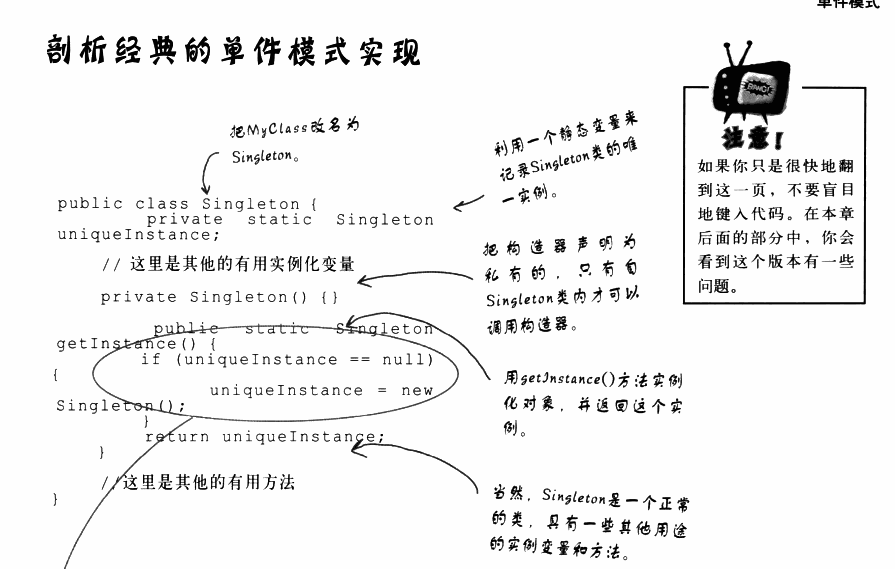 单件模式
剖析经典的单件模式实现
把MyClass改名为
Singleton。
利用一个静态变量来
记录Singleton类的唯
一实例。
public class Singleton {
private static Singleton
uniqueInstance;
// 这里是其他的有用实例化变量
private Singleton() {}
public static Singleton
getInstance() {
if (uniqueInstance == null)
{
uniqueInstance = new
Singleton();
}
return uniqueInstance;
}
//这里是其他的有用方法
}
把构造器声明为
私有的，只有自
Singleton类内才可以
调用构造器。
用getInstance()方法实例
化对象，并返回这个实
例。
当然，Singleton是一个正常
的类，具有一些其他用途
的实例变量和方法。
BANG!
注意！
如果你只是很快地翻
到这一页，不要盲目
地键入代码。在本章
后面的部分中，你会
看到这个版本有一些
问题。